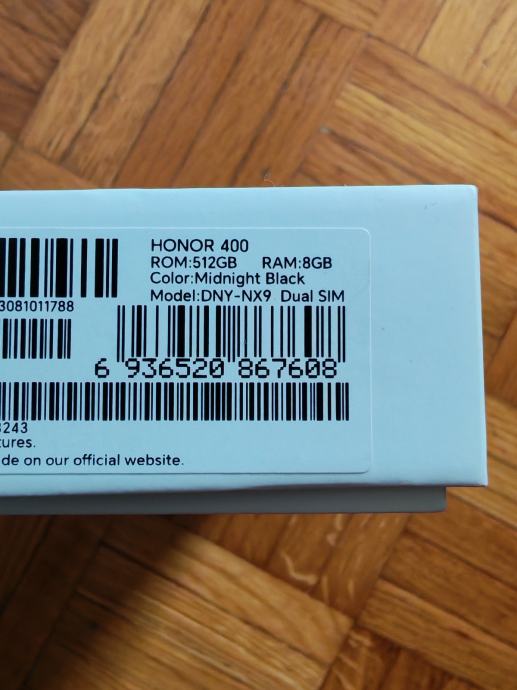 HONOR 400
ROM:512GB RAM:8GB
Color:Midnight Black
Model:DNY-NX9 Dual SIM
3081011788
6 936520 867608
3243
tures.
de on our official website.